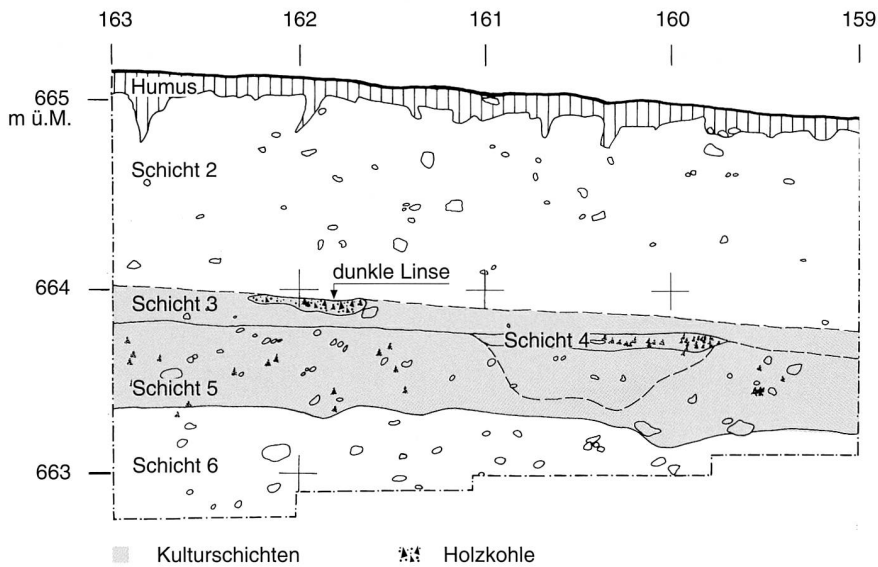 163 162 161 160 159
Humus
665
m ü.M.
Schicht 2
dunkle Linse
664
Schicht 3
Schicht 4
Schicht 5
Schicht 6
663
Kulturschichten Holzkohle